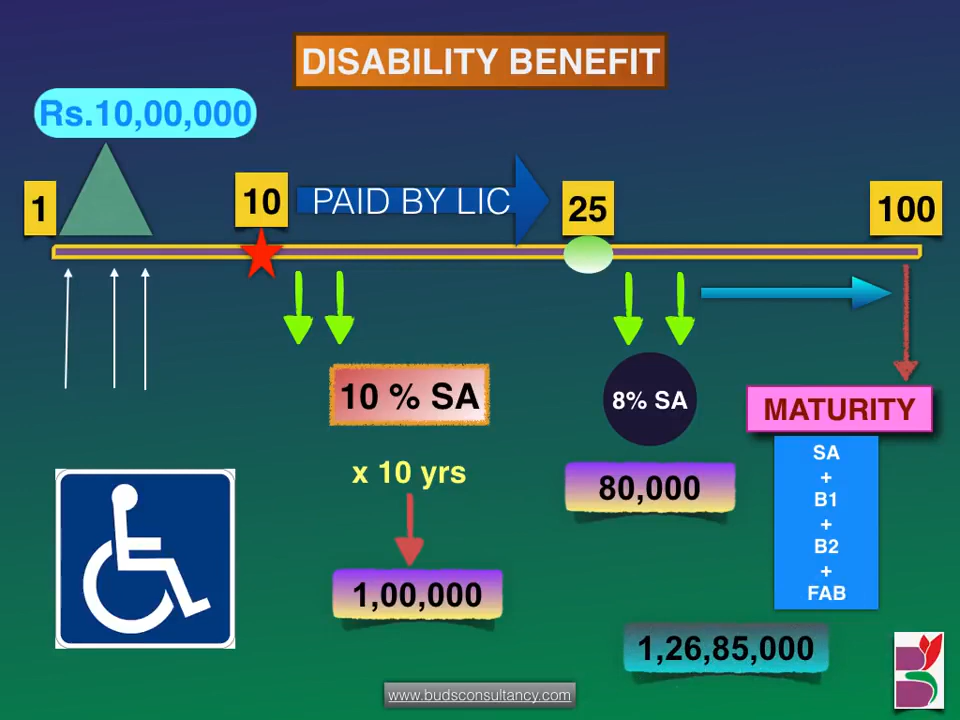 DISABILITY BENEFIT
Rs.10,00,000
1
10
PAID BY LIC
25
100
10 % SA
8% SA
MATURITY
x 10 yrs
80,000
SA
+
B1
+
B2
+
FAB
1,00,000
1,26,85,000
www.budsconsultancy.com